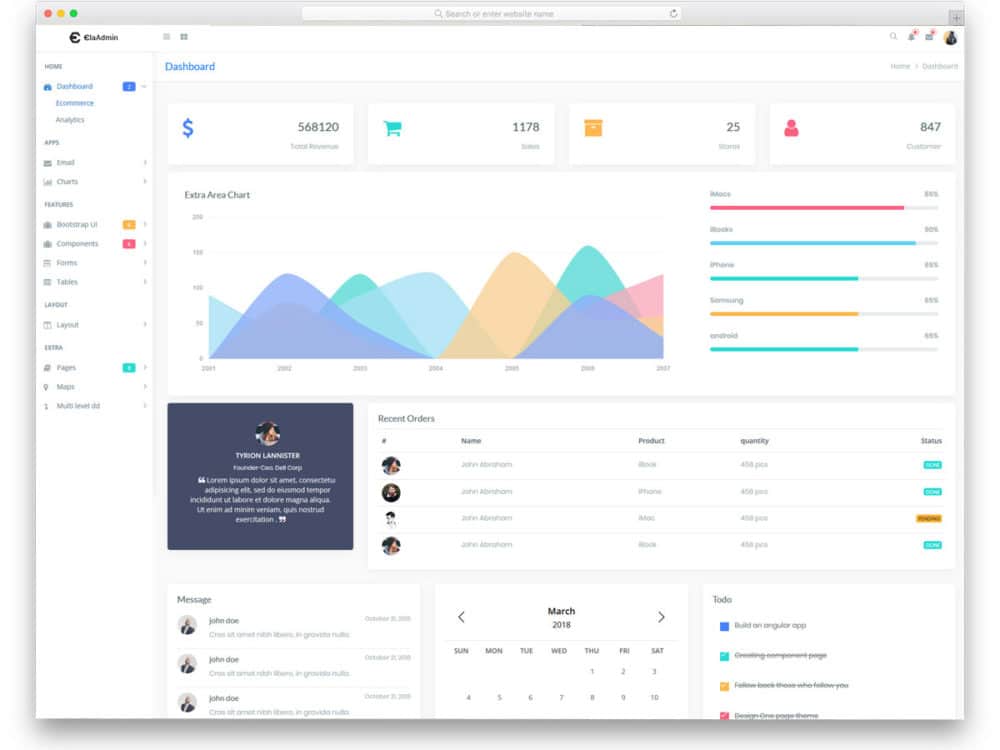 Search or enter website name
ElaAdmin
HOME
Dashboard 2
Ecommerce
Analytics
APPS
Email
Charts
FEATURES
Bootstrap UI 6
Components 6
Forms
Tables
LAYOUT
Layout
EXTRA
Pages 8
Maps
Multi level dd
Dashboard
Home / Dashboard
568120
Total Revenue
1178
Sales
25
Stores
847
Customer
Extra Area Chart
200
150
100
50
0
2001 2002 2003 2004 2005 2006 2007
iMacs 85%
iBooks 90%
iPhone 65%
Samsung 65%
android 65%
TYRION LANNISTER
Founder-Ceo. Dell Corp
❝ Lorem ipsum dolor sit amet, consectetu
adipisicing elit, sed do eiusmod tempor
incididunt ut labore et dolore magna aliqua.
Ut enim ad minim veniam, quis nostrud
exercitation . ❞
Recent Orders
# Name Product quantity Status
John Abraham iBook 456 pcs DONE
John Abraham iPhone 456 pcs DONE
John Abraham iMac 456 pcs PENDING
John Abraham iBook 456 pcs DONE
Message
john doe October 21, 2015
Cras sit amet nibh libero, in gravida nulla.
john doe October 21, 2015
Cras sit amet nibh libero, in gravida nulla.
john doe October 21, 2015
Cras sit amet nibh libero, in gravida nulla.
March
2018
SUN MON TUE WED THU FRI SAT
1 2 3
4 5 6 7 8 9 10
Todo
Build an angular app
Creating component page
Follow back those who follow you
Design One page theme